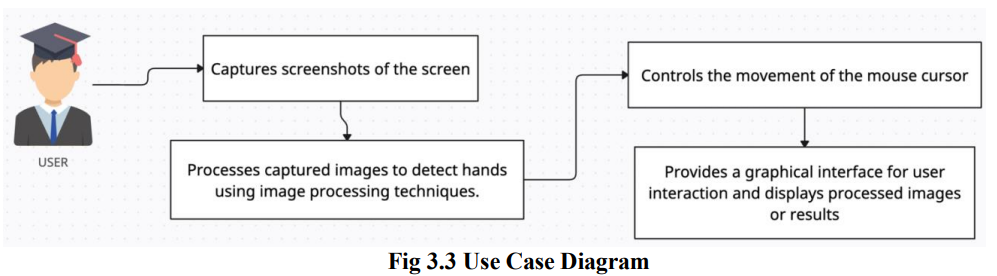 USER
Captures screenshots of the screen
Processes captured images to detect hands
using image processing techniques.
Controls the movement of the mouse cursor
Provides a graphical interface for user
interaction and displays processed images
or results
Fig 3.3 Use Case Diagram